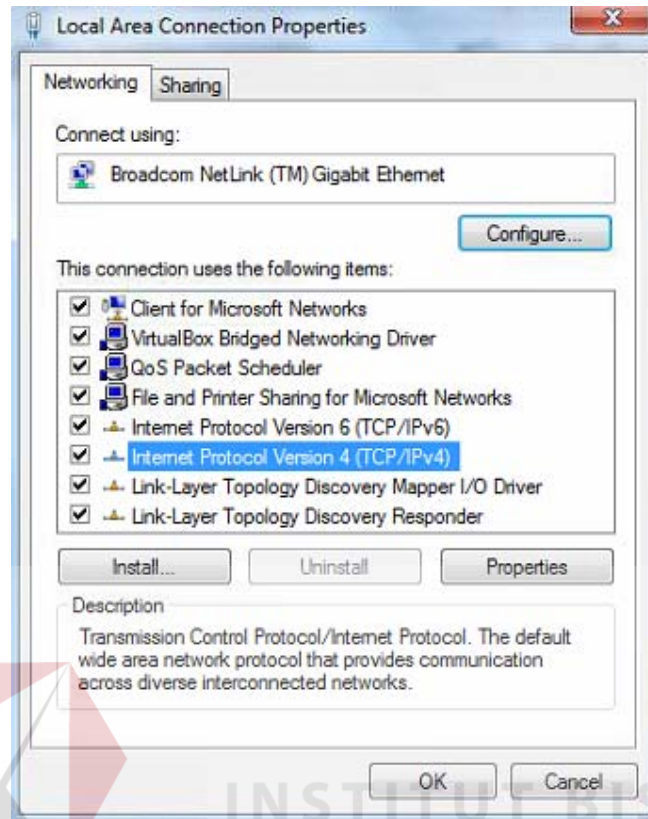 Local Area Connection Properties
Networking
Sharing
Connect using:
Broadcom NetLink (TM) Gigabit Ethernet
Configure...
This connection uses the following items:
Client for Microsoft Networks
VirtualBox Bridged Networking Driver
QoS Packet Scheduler
File and Printer Sharing for Microsoft Networks
Internet Protocol Version 6 (TCP/IPv6)
Internet Protocol Version 4 (TCP/IPv4)
Link-Layer Topology Discovery Mapper I/O Driver
Link-Layer Topology Discovery Responder
Install...
Uninstall
Properties
Description
Transmission Control Protocol/Internet Protocol. The default
wide area network protocol that provides communication
across diverse interconnected networks.
OK
Cancel
INSTITUT BIS